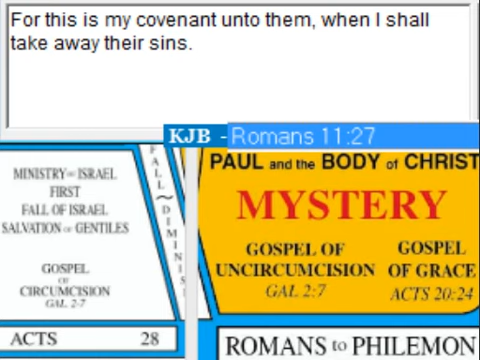 For this is my covenant unto them, when I shall
take away their sins.
KJB - Romans 11:27
MINISTRY OF ISRAEL
FIRST
FALL OF ISRAEL
SALVATION OF GENTILES
GOSPEL
OF
CIRCUMCISION
GAL 2-7
FALL ~ DIMINIS
PAUL and the BODY of CHRIST
MYSTERY
GOSPEL OF
UNCIRCUMCISION
GAL 2:7
GOSPEL
OF GRACE
ACTS 20:24
ACTS 28
ROMANS to PHILEMON